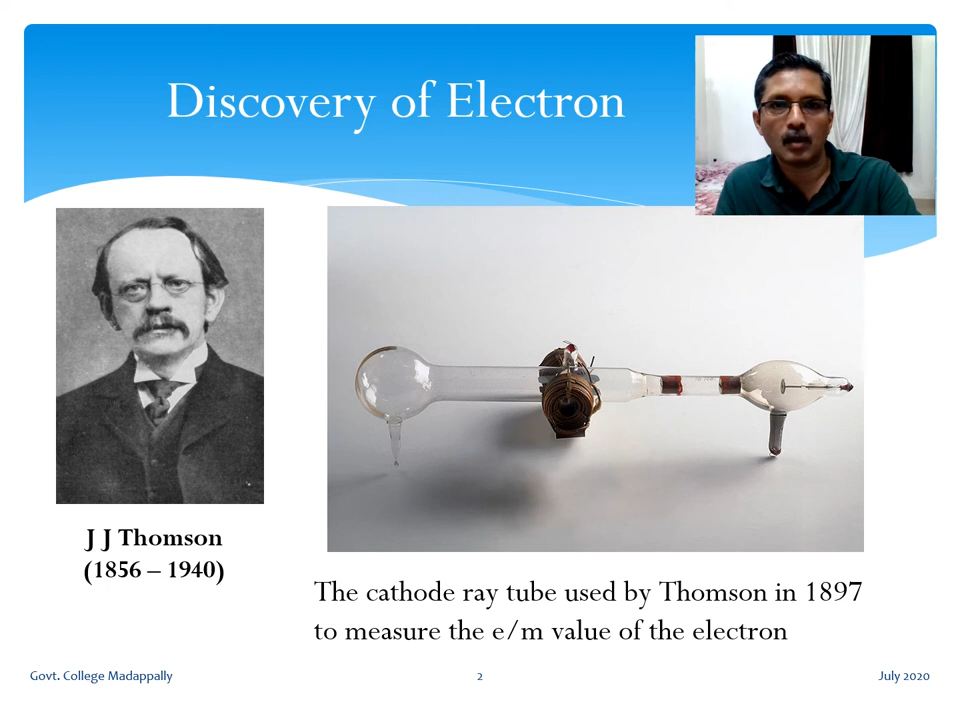 Discovery of Electron
J J Thomson
(1856 – 1940)
The cathode ray tube used by Thomson in 1897
to measure the e/m value of the electron
Govt. College Madappally
2
July 2020